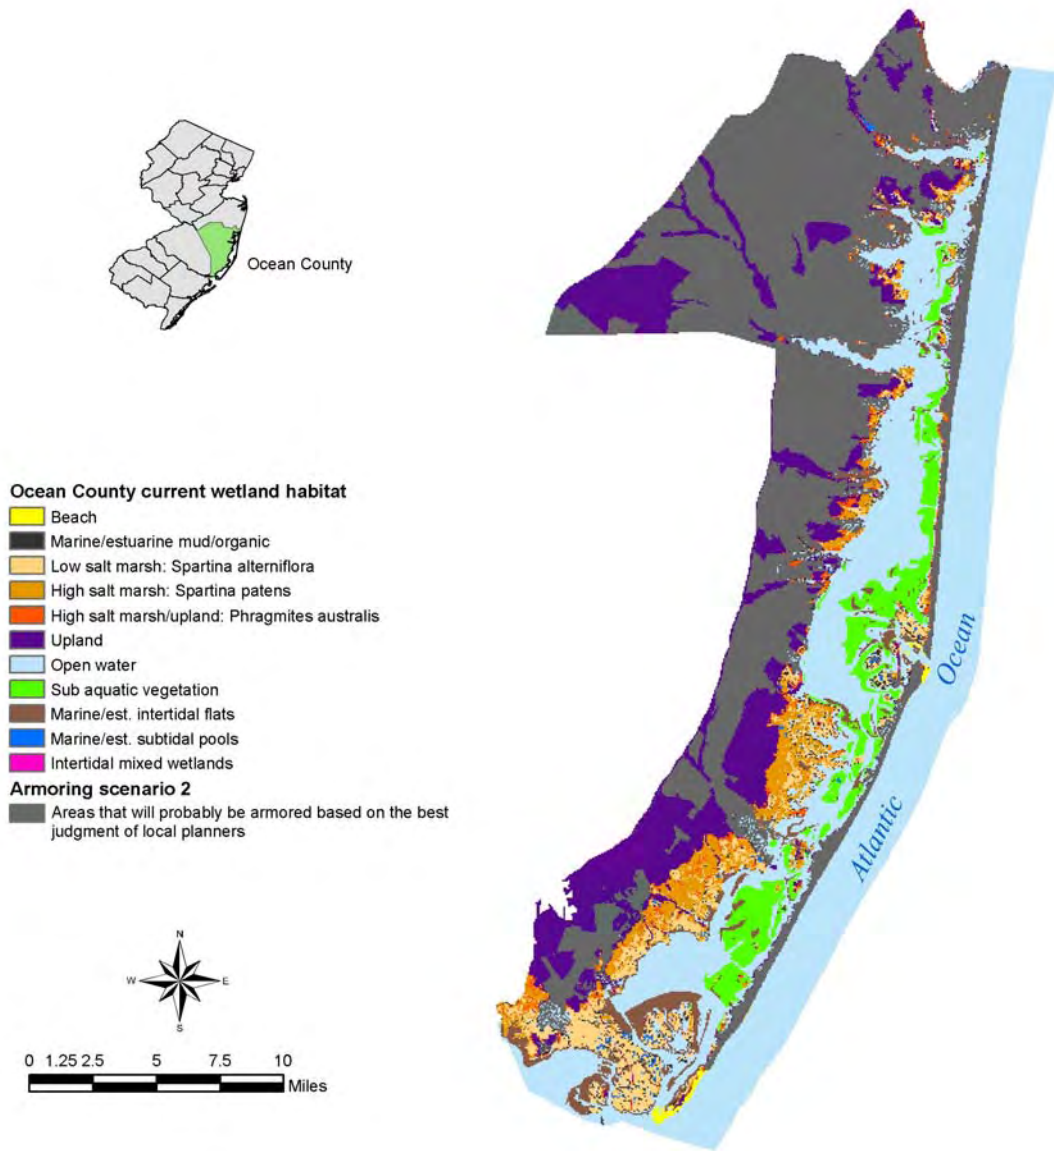 Ocean County
Ocean County current wetland habitat
Beach
Marine/estuarine mud/organic
Low salt marsh: Spartina alterniflora
High salt marsh: Spartina patens
High salt marsh/upland: Phragmites australis
Upland
Open water
Sub aquatic vegetation
Marine/est. intertidal flats
Marine/est. subtidal pools
Intertidal mixed wetlands
Armoring scenario 2
Areas that will probably be armored based on the best
judgment of local planners
N
W E
S
0 1.25 2.5 5 7.5 10
Miles
Atlantic Ocean